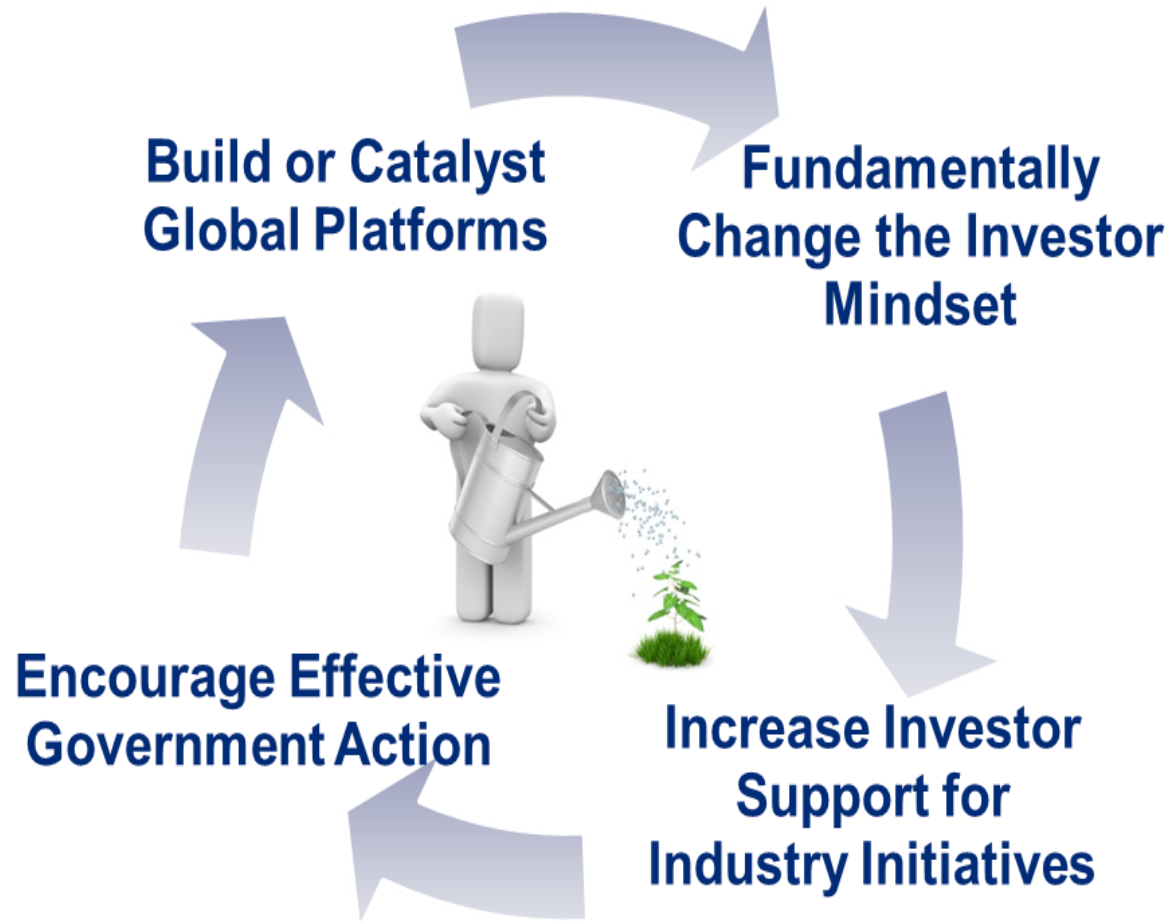 Build or Catalyst
Global Platforms
Fundamentally
Change the Investor
Mindset
Increase Investor
Support for
Industry Initiatives
Encourage Effective
Government Action